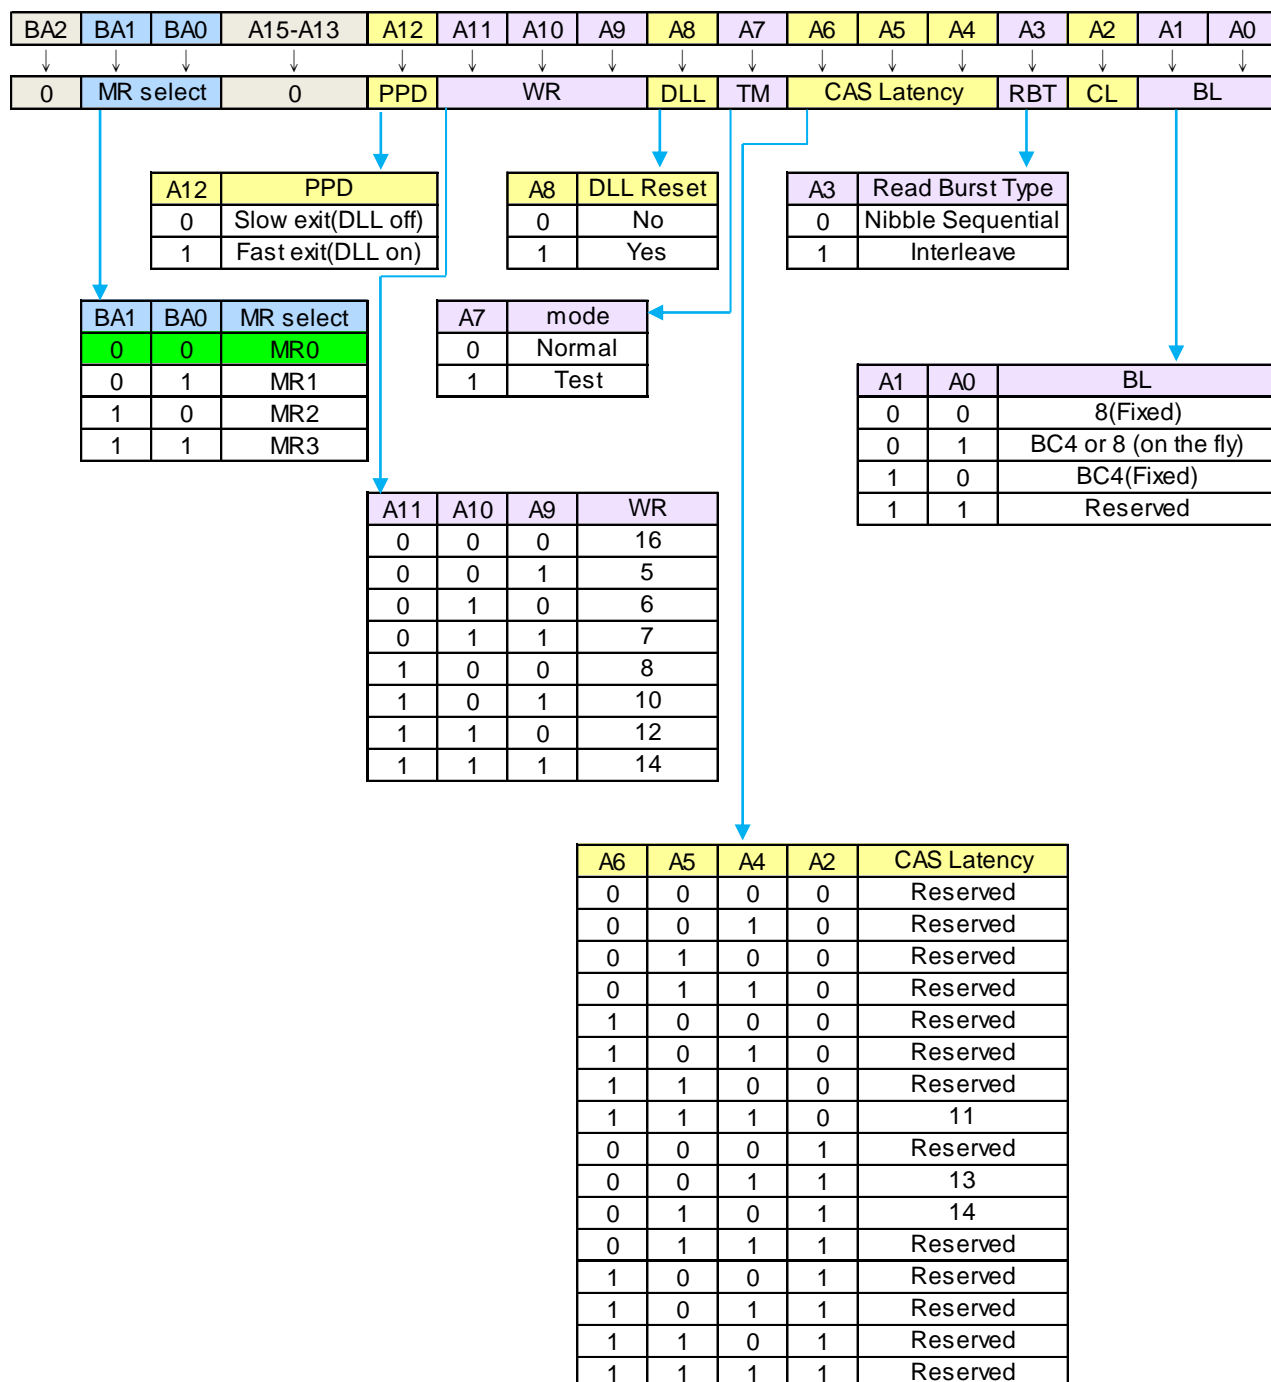 BA2 BA1 BA0 A15-A13 A12 A11 A10 A9 A8 A7 A6 A5 A4 A3 A2 A1 A0
0 MR select 0 PPD WR DLL TM CAS Latency RBT CL BL
A12 PPD
0 Slow exit(DLL off)
1 Fast exit(DLL on)
A8 DLL Reset
0 No
1 Yes
A3 Read Burst Type
0 Nibble Sequential
1 Interleave
BA1 BA0 MR select
0 0 MR0
0 1 MR1
1 0 MR2
1 1 MR3
A7 mode
0 Normal
1 Test
A1 A0 BL
0 0 8(Fixed)
0 1 BC4 or 8 (on the fly)
1 0 BC4(Fixed)
1 1 Reserved
A11 A10 A9 WR
0 0 0 16
0 0 1 5
0 1 0 6
0 1 1 7
1 0 0 8
1 0 1 10
1 1 0 12
1 1 1 14
A6 A5 A4 A2 CAS Latency
0 0 0 0 Reserved
0 0 1 0 Reserved
0 1 0 0 Reserved
0 1 1 0 Reserved
1 0 0 0 Reserved
1 0 1 0 Reserved
1 1 0 0 Reserved
1 1 1 0 11
0 0 0 1 Reserved
0 0 1 1 13
0 1 0 1 14
0 1 1 1 Reserved
1 0 0 1 Reserved
1 0 1 1 Reserved
1 1 0 1 Reserved
1 1 1 1 Reserved